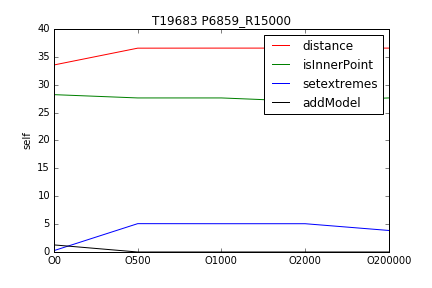 T19683 P6859_R15000
40
35
30
25
20
15
10
5
0
self
distance
isInnerPoint
setextremes
addModel
O0
O500
O1000
O2000
O200000